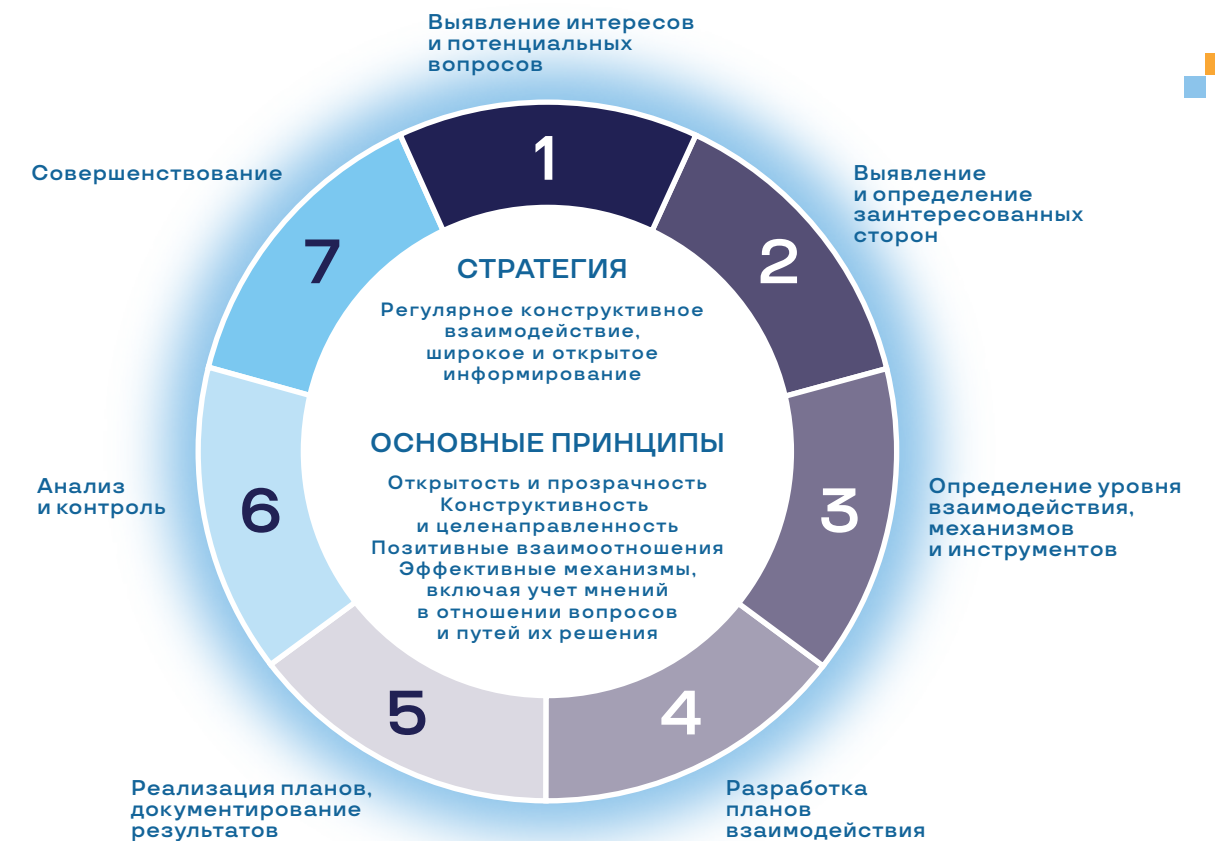 Выявление интересов
и потенциальных
вопросов
1
Выявление
и определение
заинтересованных
сторон
2
Определение уровня
взаимодействия,
механизмов
и инструментов
3
Разработка
планов
взаимодействия
4
Реализация планов,
документирование
результатов
5
Анализ
и контроль
6
Совершенствование
7
СТРАТЕГИЯ
Регулярное конструктивное
взаимодействие,
широкое и открытое
информирование
ОСНОВНЫЕ ПРИНЦИПЫ
Открытость и прозрачность
Конструктивность
и целенаправленность
Позитивные взаимоотношения
Эффективные механизмы,
включая учет мнений
в отношении вопросов
и путей их решения